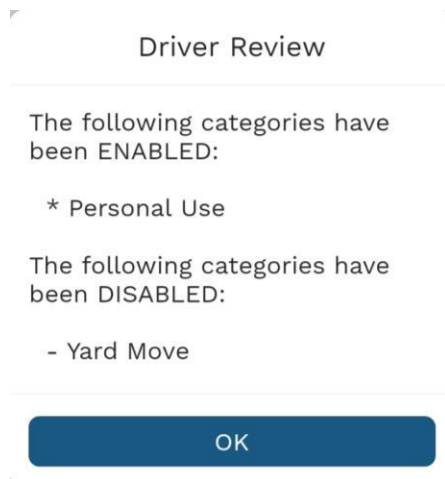 Driver Review
The following categories have
been ENABLED:
* Personal Use
The following categories have
been DISABLED:
- Yard Move
OK